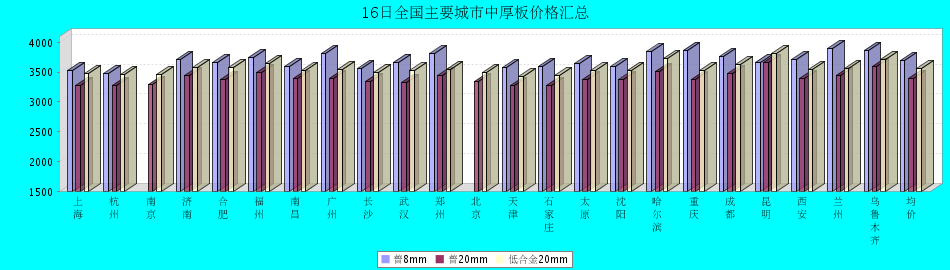 16日全国主要城市中厚板价格汇总
4000
3500
3000
2500
2000
1500
上海
杭州
南京
济南
合肥
福州
南昌
广州
长沙
武汉
郑州
北京
天津
石家庄
太原
沈阳
哈尔滨
重庆
成都
昆明
西安
兰州
乌鲁木齐
均价
普8mm 普20mm 低合金20mm